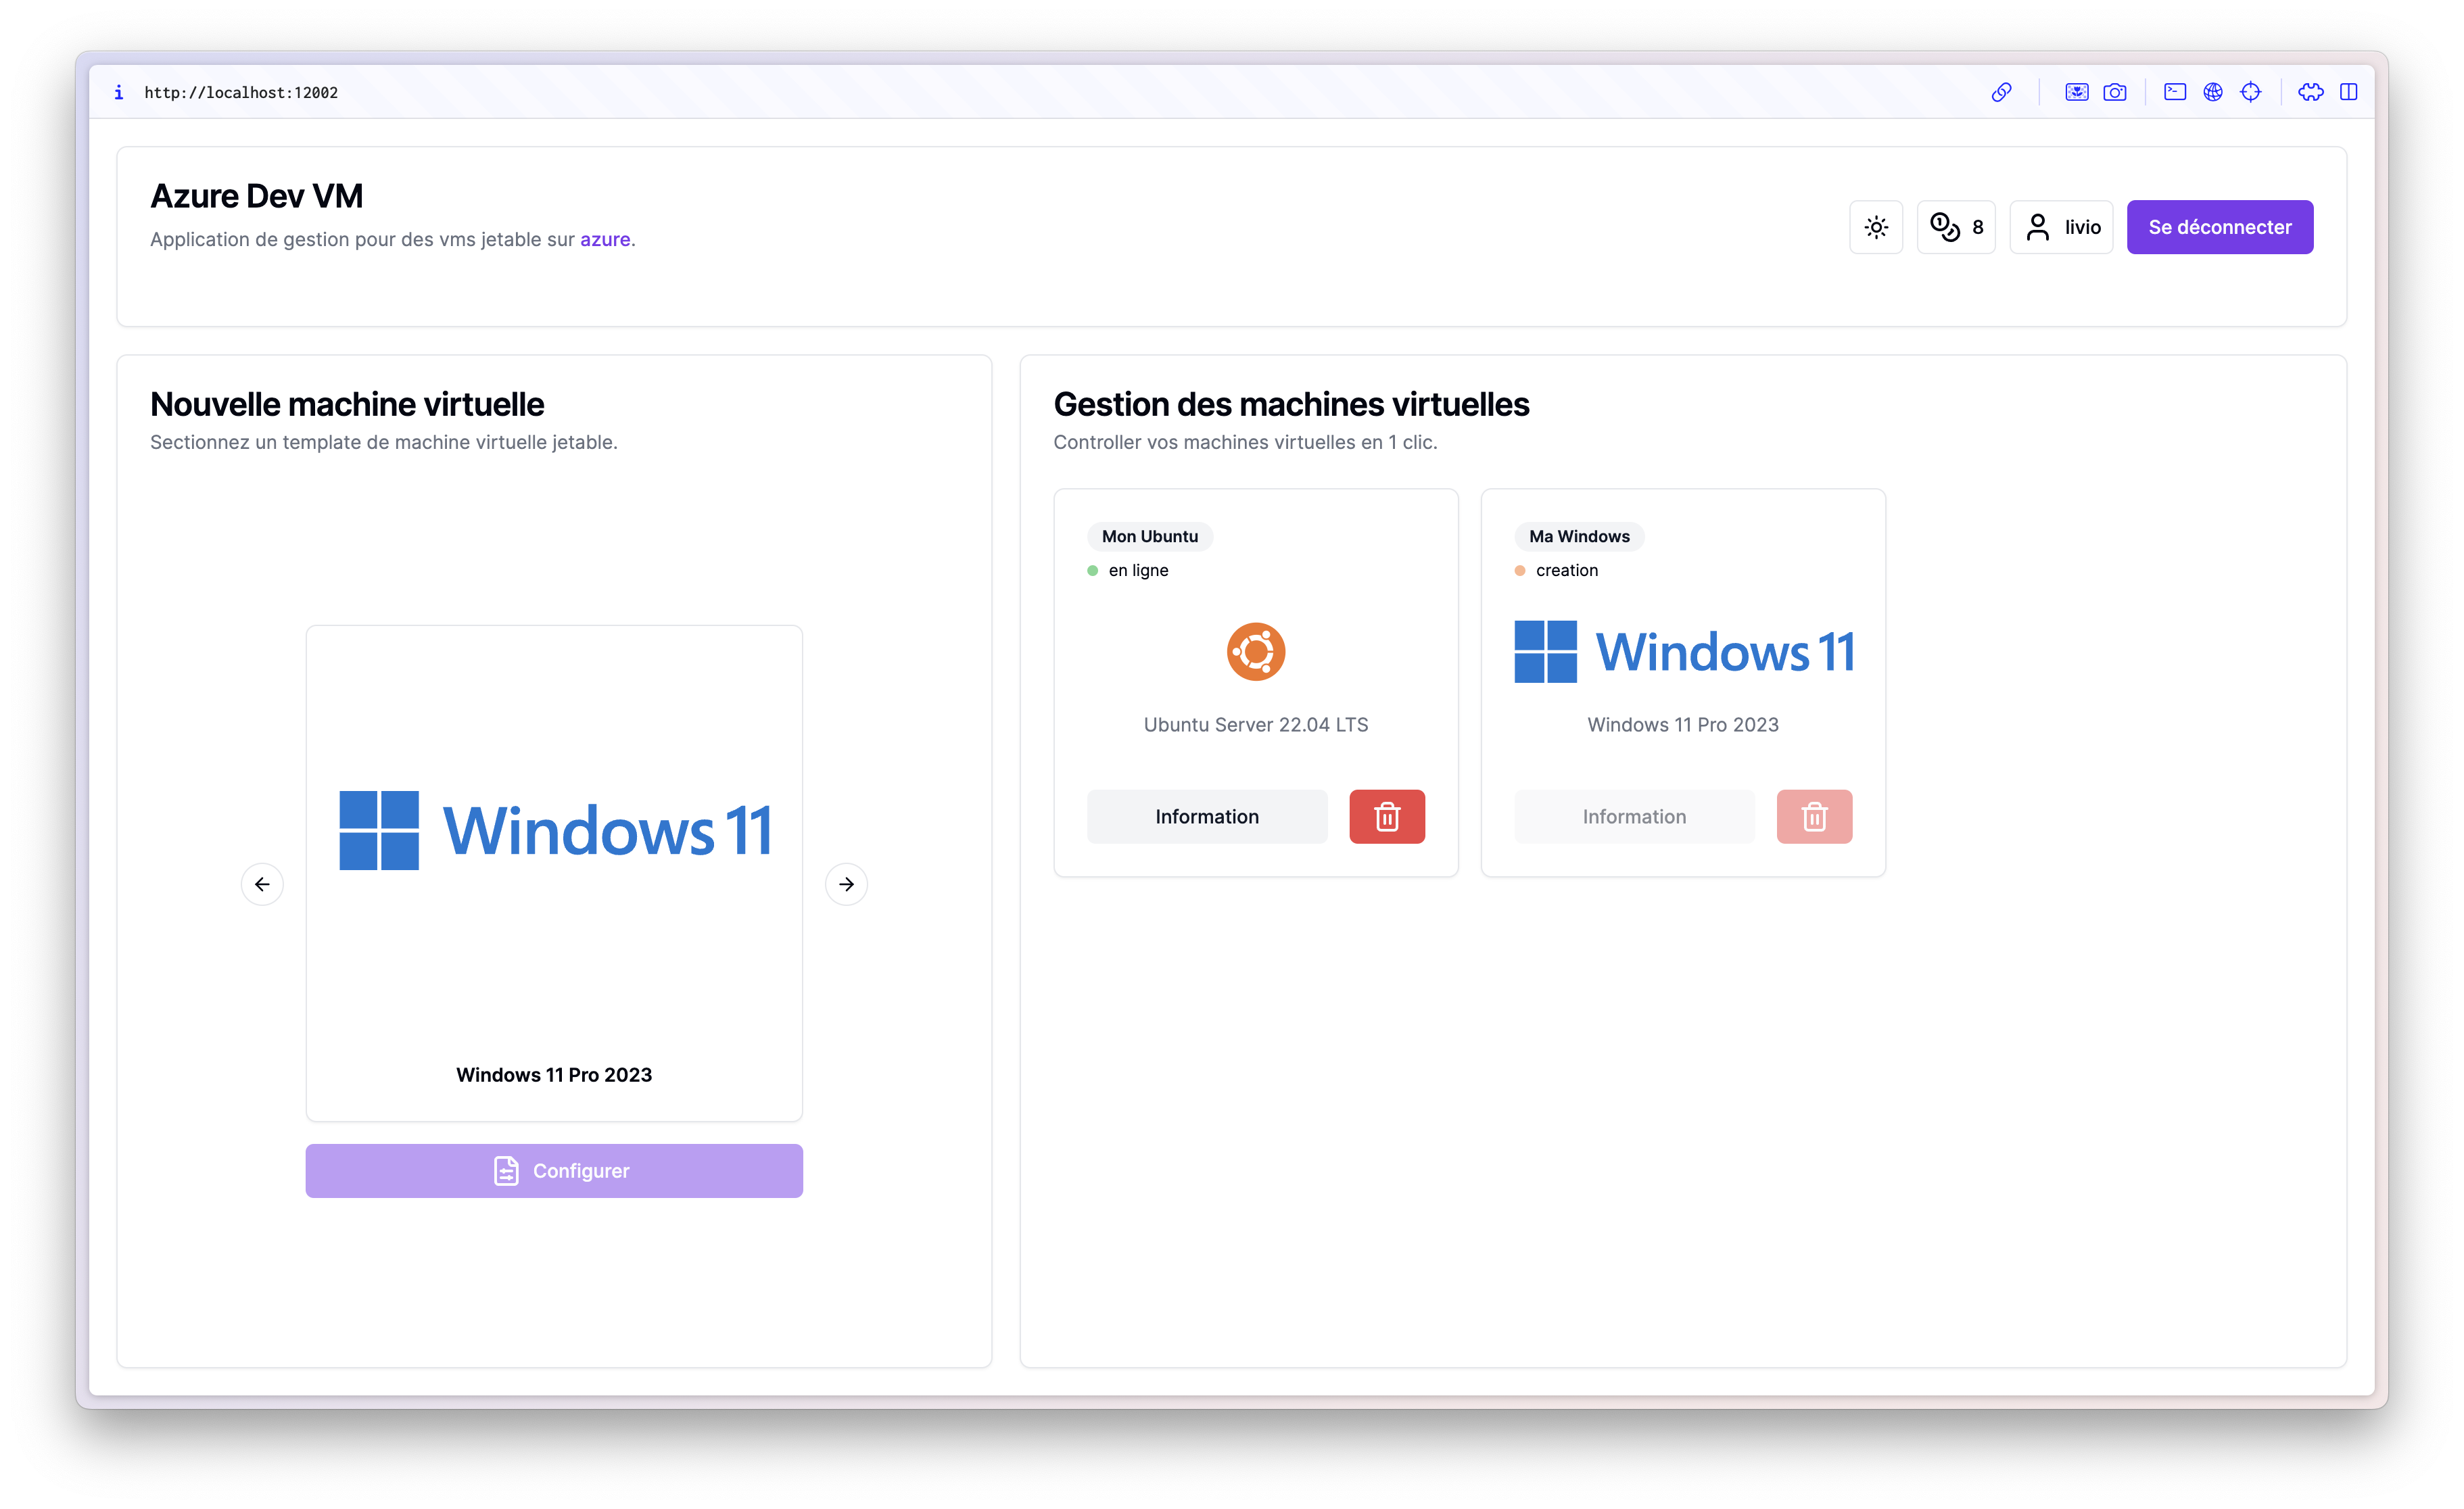 http://localhost:12002
Azure Dev VM
Application de gestion pour des vms jetable sur azure.
8
livio
Se déconnecter
Nouvelle machine virtuelle
Sectionnez un template de machine virtuelle jetable.
Windows 11
Windows 11 Pro 2023
Configurer
Gestion des machines virtuelles
Controller vos machines virtuelles en 1 clic.
Mon Ubuntu
en ligne
Ubuntu Server 22.04 LTS
Information
Ma Windows
creation
Windows 11
Windows 11 Pro 2023
Information